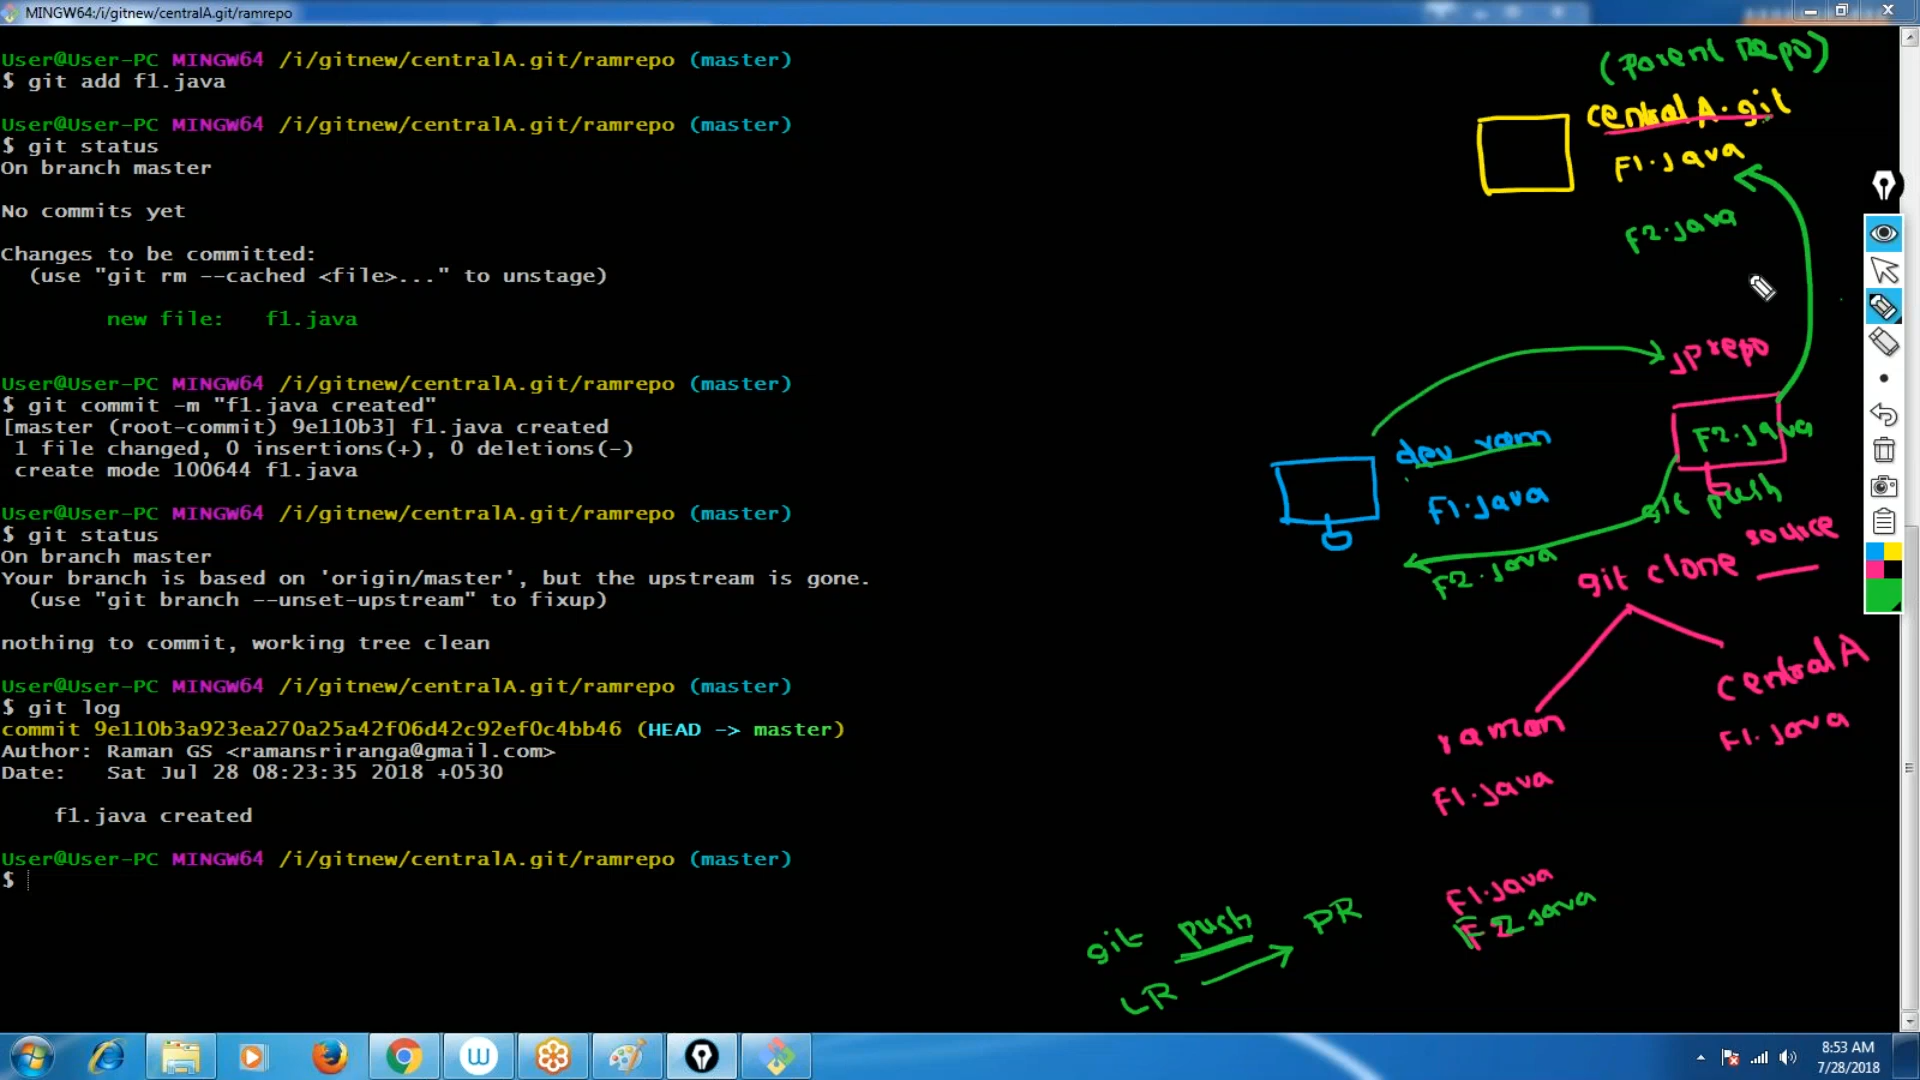 MINGW64:/i/gitnew/centralA.git/ramrepo
User@User-PC MINGW64 /i/gitnew/centralA.git/ramrepo (master)
$ git add f1.java
User@User-PC MINGW64 /i/gitnew/centralA.git/ramrepo (master)
$ git status
On branch master
No commits yet
Changes to be committed:
(use "git rm --cached <file>..." to unstage)
new file: f1.java
User@User-PC MINGW64 /i/gitnew/centralA.git/ramrepo (master)
$ git commit -m "f1.java created"
[master (root-commit) 9e110b3] f1.java created
1 file changed, 0 insertions(+), 0 deletions(-)
create mode 100644 f1.java
User@User-PC MINGW64 /i/gitnew/centralA.git/ramrepo (master)
$ git status
On branch master
Your branch is based on 'origin/master', but the upstream is gone.
(use "git branch --unset-upstream" to fixup)
nothing to commit, working tree clean
User@User-PC MINGW64 /i/gitnew/centralA.git/ramrepo (master)
$ git log
commit 9e110b3a923ea270a25a42f06d42c92ef0c4bb46 (HEAD -> master)
Author: Raman GS <ramansriranga@gmail.com>
Date: Sat Jul 28 08:23:35 2018 +0530
f1.java created
User@User-PC MINGW64 /i/gitnew/centralA.git/ramrepo (master)
$
(Parent Repo)
centralA.git
F1.java
F2.java
JPrepo
F2.java
dev
F1.java
git push
F2.java
git clone source
raman
F1.java
centralA
F1.java
F1.java
F2 java
git push PR
LR
8:53 AM
7/28/2018